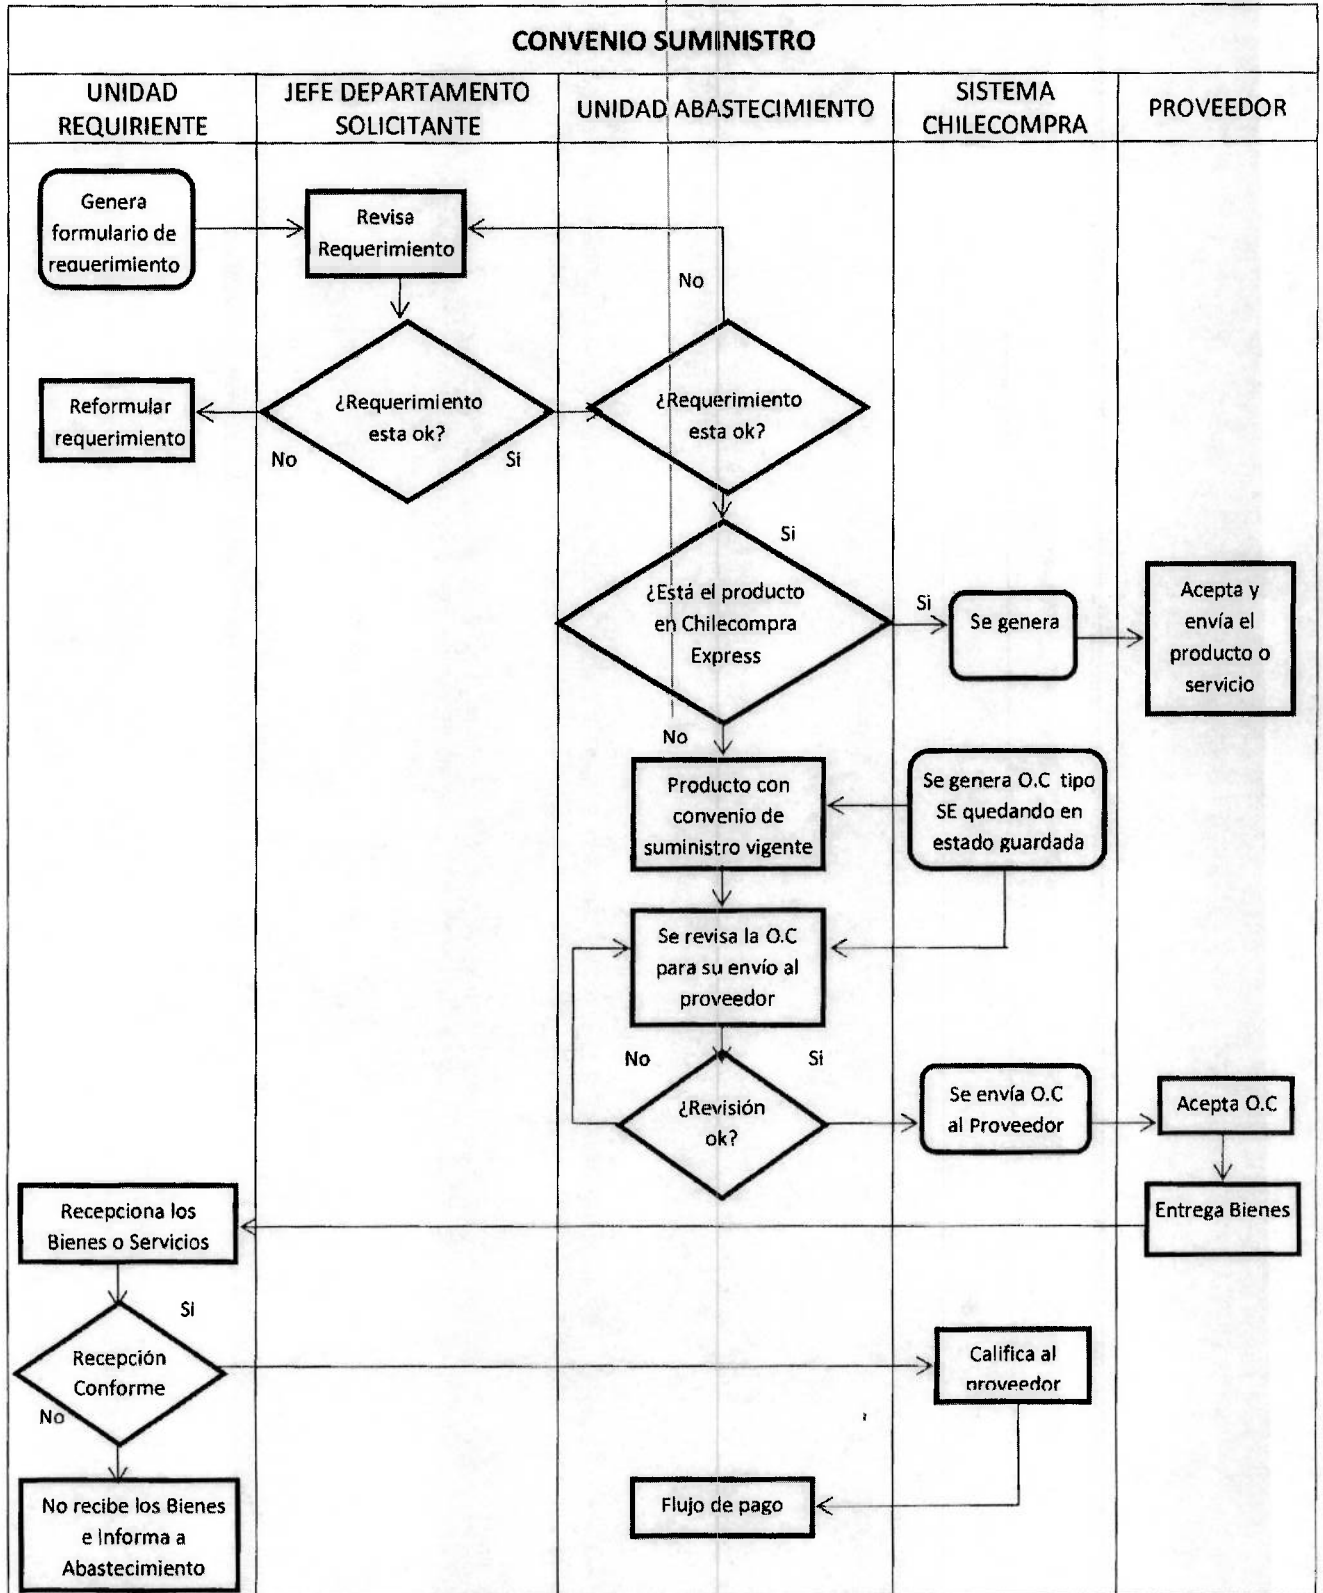 CONVENIO SUMINISTRO
UNIDAD
REQUIRIENTE
JEFE DEPARTAMENTO
SOLICITANTE
UNIDAD ABASTECIMIENTO
SISTEMA
CHILECOMPRA
PROVEEDOR
Genera
formulario de
requerimiento
Revisa
Requerimiento
No
Reformular
requerimiento
¿Requerimiento
esta ok?
No
Si
¿Requerimiento
esta ok?
Si
¿Está el producto
en Chilecompra
Express
Si
Se genera
Acepta y
envía el
producto o
servicio
No
Producto con
convenio de
suministro vigente
Se genera O.C tipo
SE quedando en
estado guardada
Se revisa la O.C
para su envío al
proveedor
No
Si
¿Revisión
ok?
Se envía O.C
al Proveedor
Acepta O.C
Entrega Bienes
Recepciona los
Bienes o Servicios
Si
Recepción
Conforme
No
Califica al
proveedor
No recibe los Bienes
e Informa a
Abastecimiento
Flujo de pago